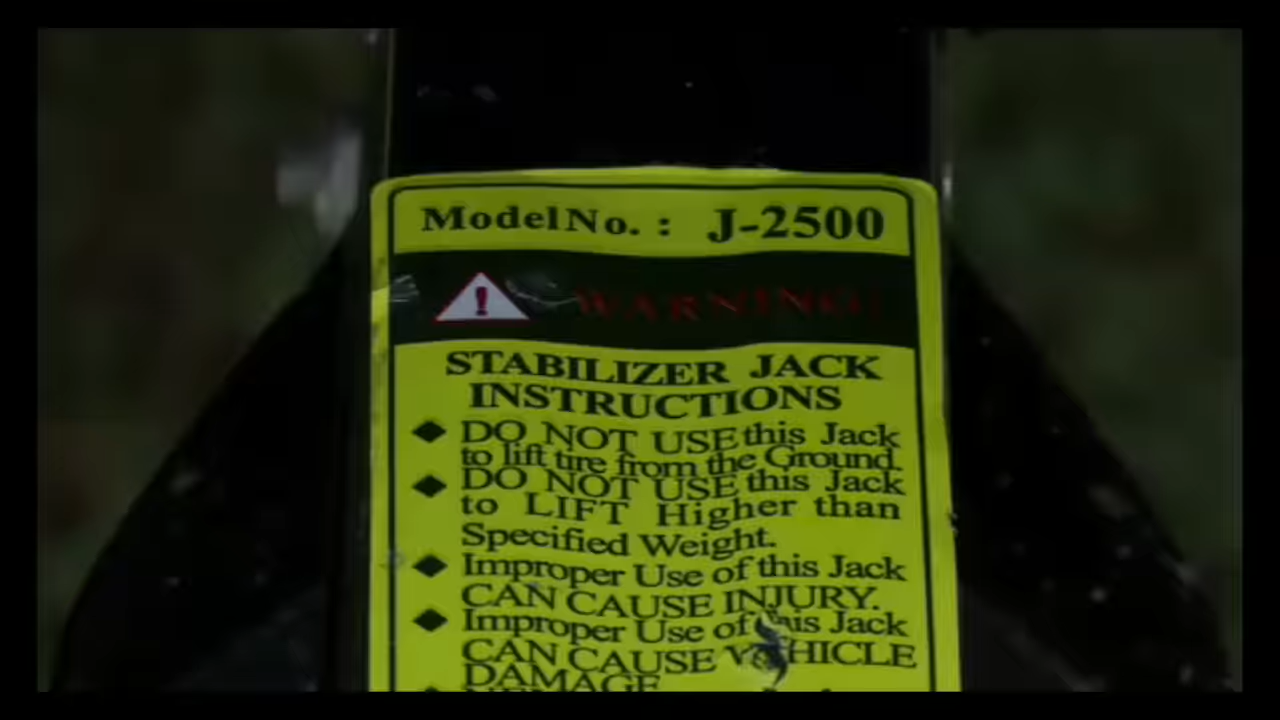 Model No. : J-2500
WARNING!
STABILIZER JACK
INSTRUCTIONS
DO NOT USE this Jack
to lift tire from the Ground.
DO NOT USE this Jack
to LIFT Higher than
Specified Weight.
Improper Use of this Jack
CAN CAUSE INJURY.
Improper Use of this Jack
CAN CAUSE VEHICLE
DAMAGE